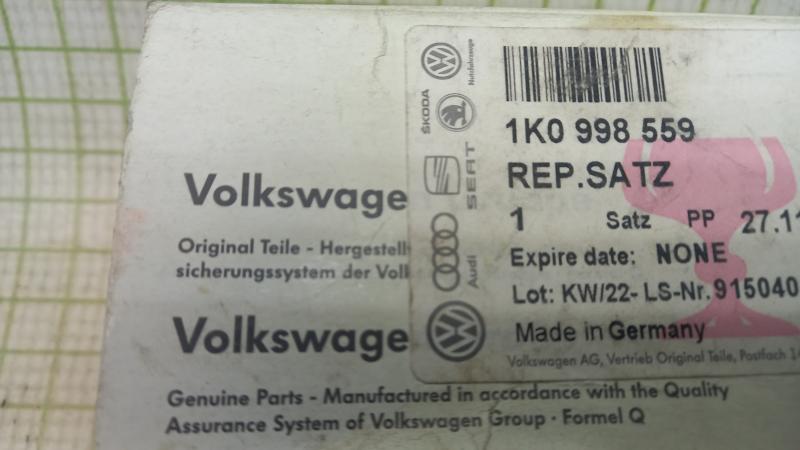 Nutzfahrzeuge
ŠKODA
SEAT
Audi
1K0 998 559
REP.SATZ
1 Satz PP 27.11
Expire date: NONE
Lot: KW/22- LS-Nr. 915040
Made in Germany
Volkswagen AG, Vertrieb Original Teile, Postfach
Volkswage
Original Teile - Hergestell
sicherungssystem der Vol
Volkswage
Genuine Parts - Manufactured in accordance with the Quality
Assurance System of Volkswagen Group · Formel Q